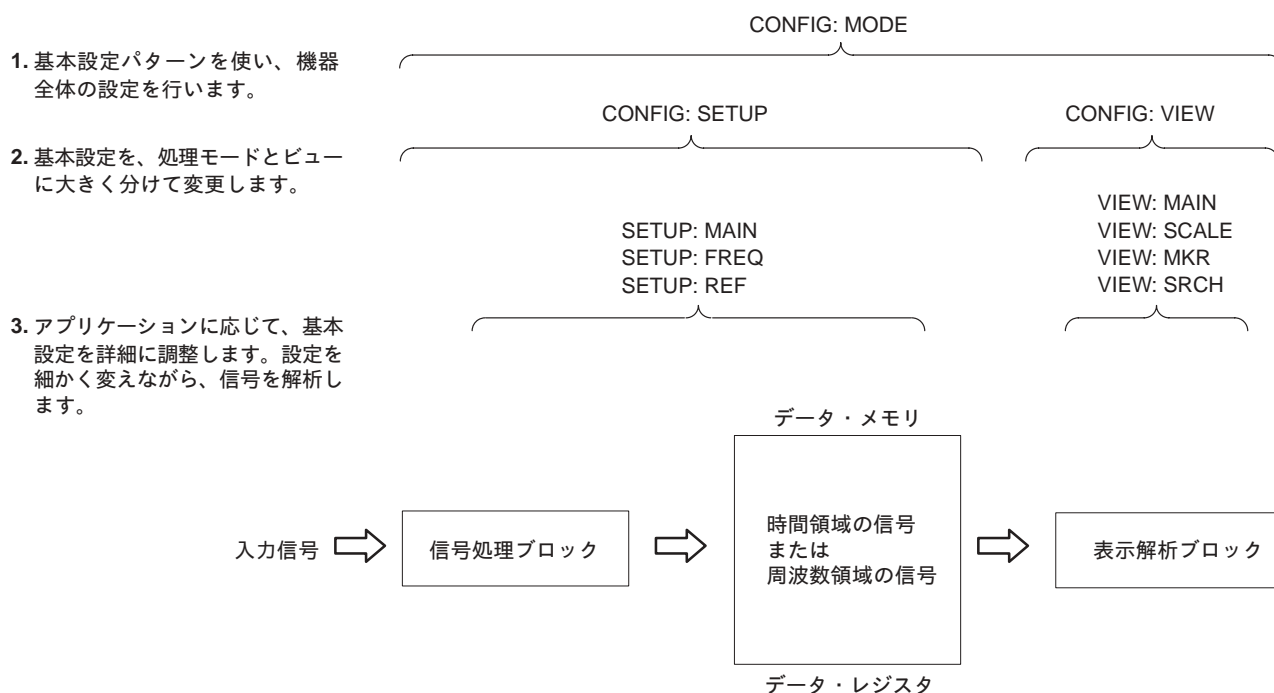 CONFIG: MODE
1. 基本設定パターンを使い、機器
全体の設定を行います。
CONFIG: SETUP
CONFIG: VIEW
2. 基本設定を、処理モードとビュー
に大きく分けて変更します。
SETUP: MAIN
SETUP: FREQ
SETUP: REF
VIEW: MAIN
VIEW: SCALE
VIEW: MKR
VIEW: SRCH
3. アプリケーションに応じて、基本
設定を詳細に調整します。設定を
細かく変えながら、信号を解析し
ます。
データ・メモリ
入力信号
信号処理ブロック
時間領域の信号
または
周波数領域の信号
表示解析ブロック
データ・レジスタ